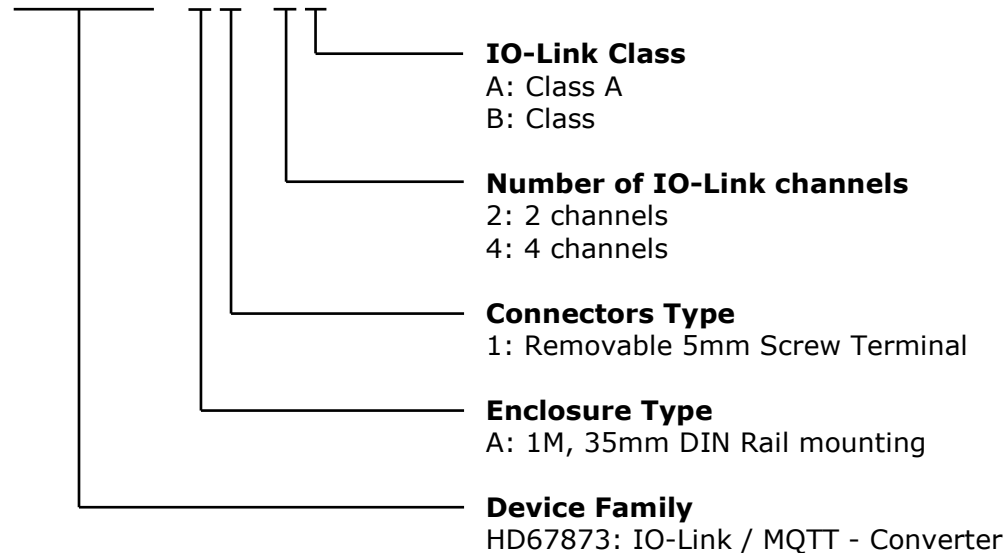 IO-Link Class
A: Class A
B: Class
Number of IO-Link channels
2: 2 channels
4: 4 channels
Connectors Type
1: Removable 5mm Screw Terminal
Enclosure Type
A: 1M, 35mm DIN Rail mounting
Device Family
HD67873: IO-Link / MQTT - Converter